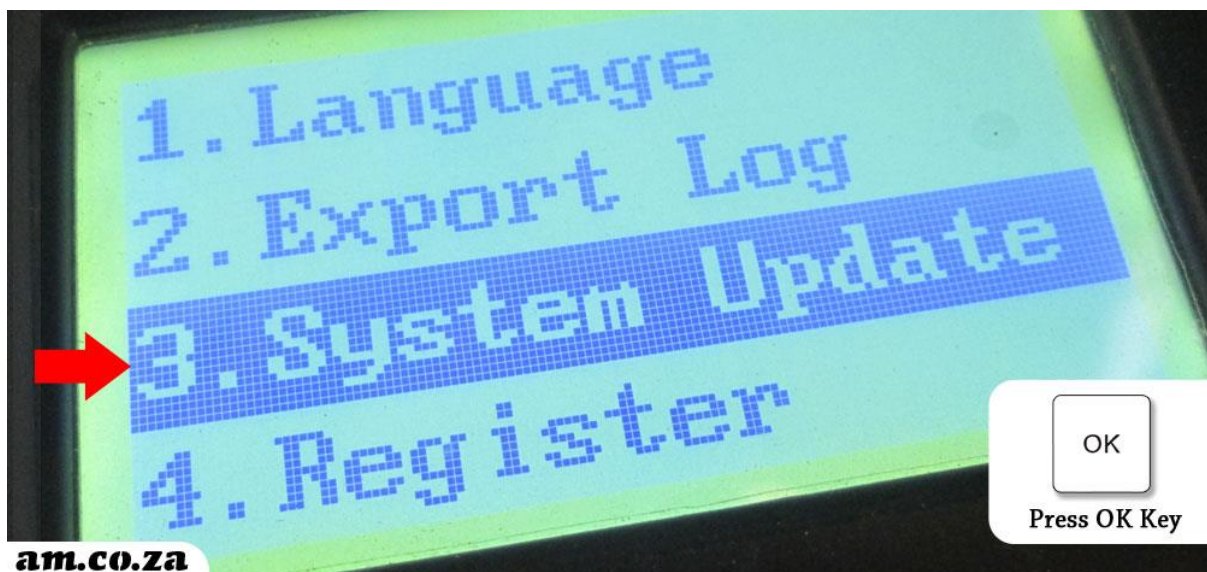 1.Language
2.Export Log
3.System Update
4.Register
OK
Press OK Key
am.co.za